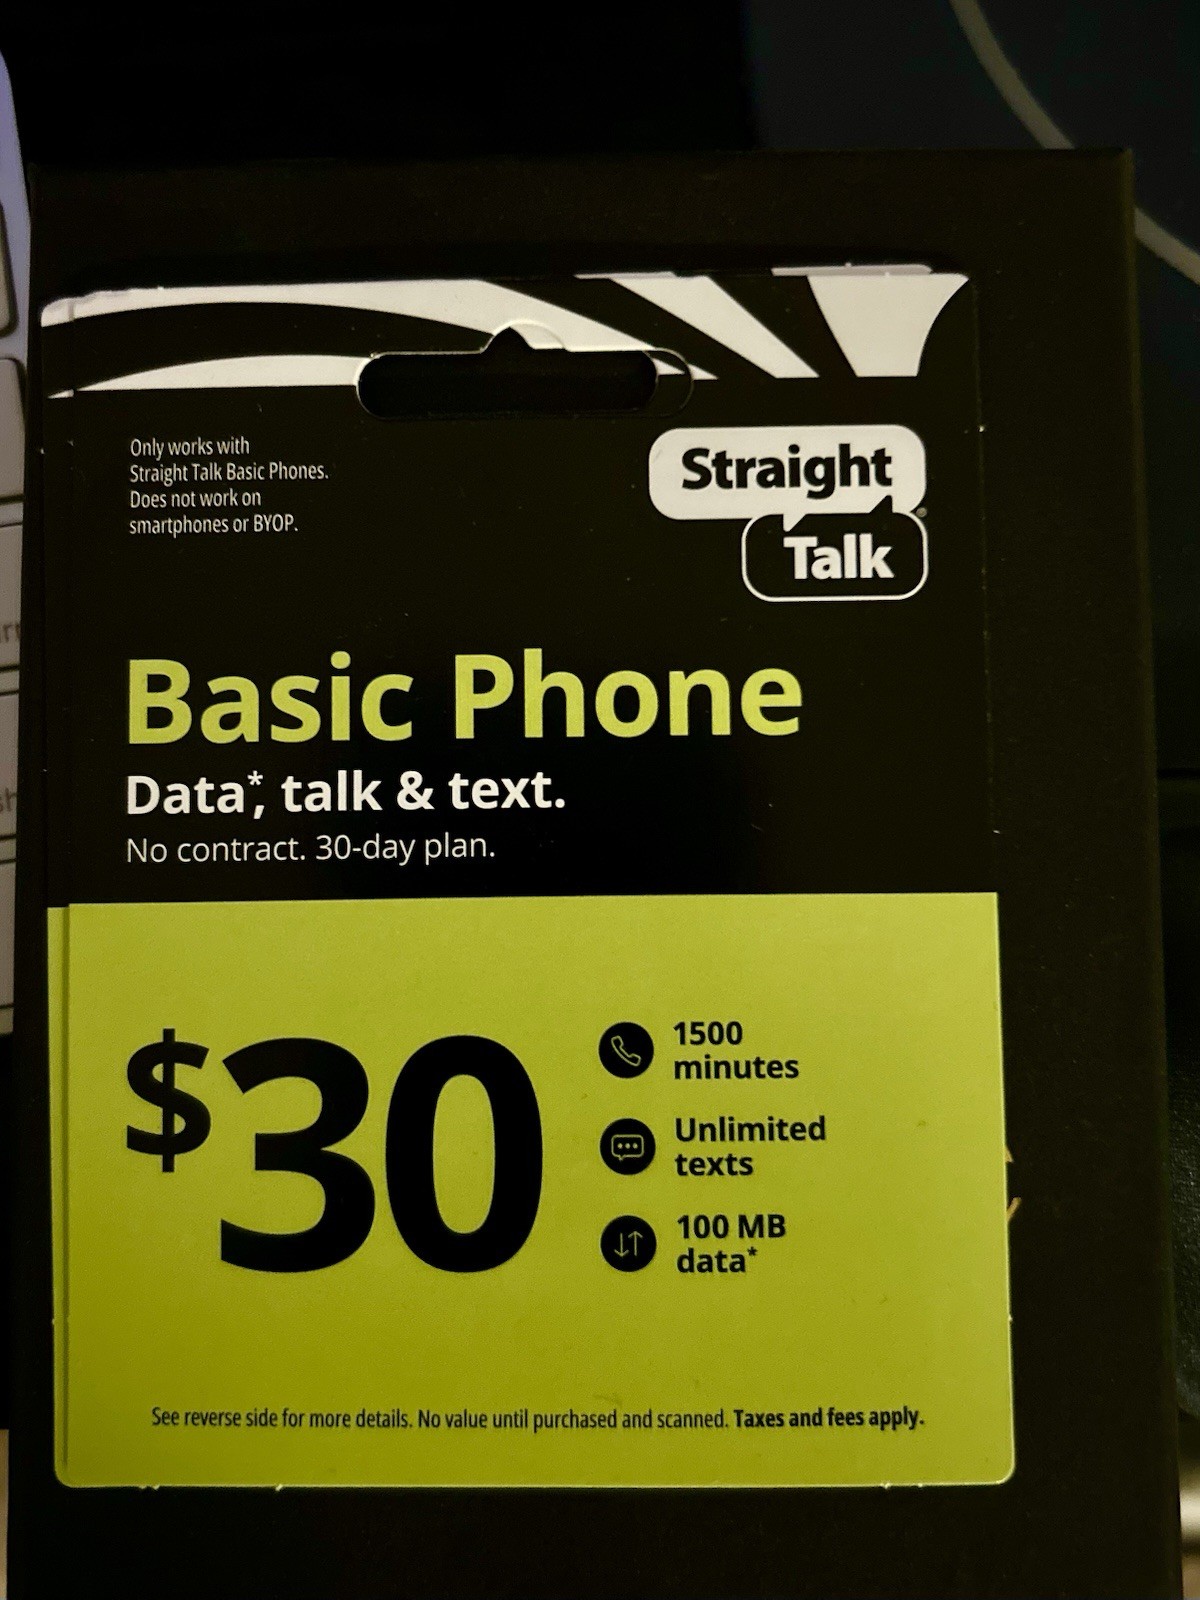 Only works with
Straight Talk Basic Phones.
Does not work on
smartphones or BYOP.
Straight
Talk
Basic Phone
Data*, talk & text.
No contract. 30-day plan.
$30
1500
minutes
Unlimited
texts
100 MB
data*
See reverse side for more details. No value until purchased and scanned. Taxes and fees apply.